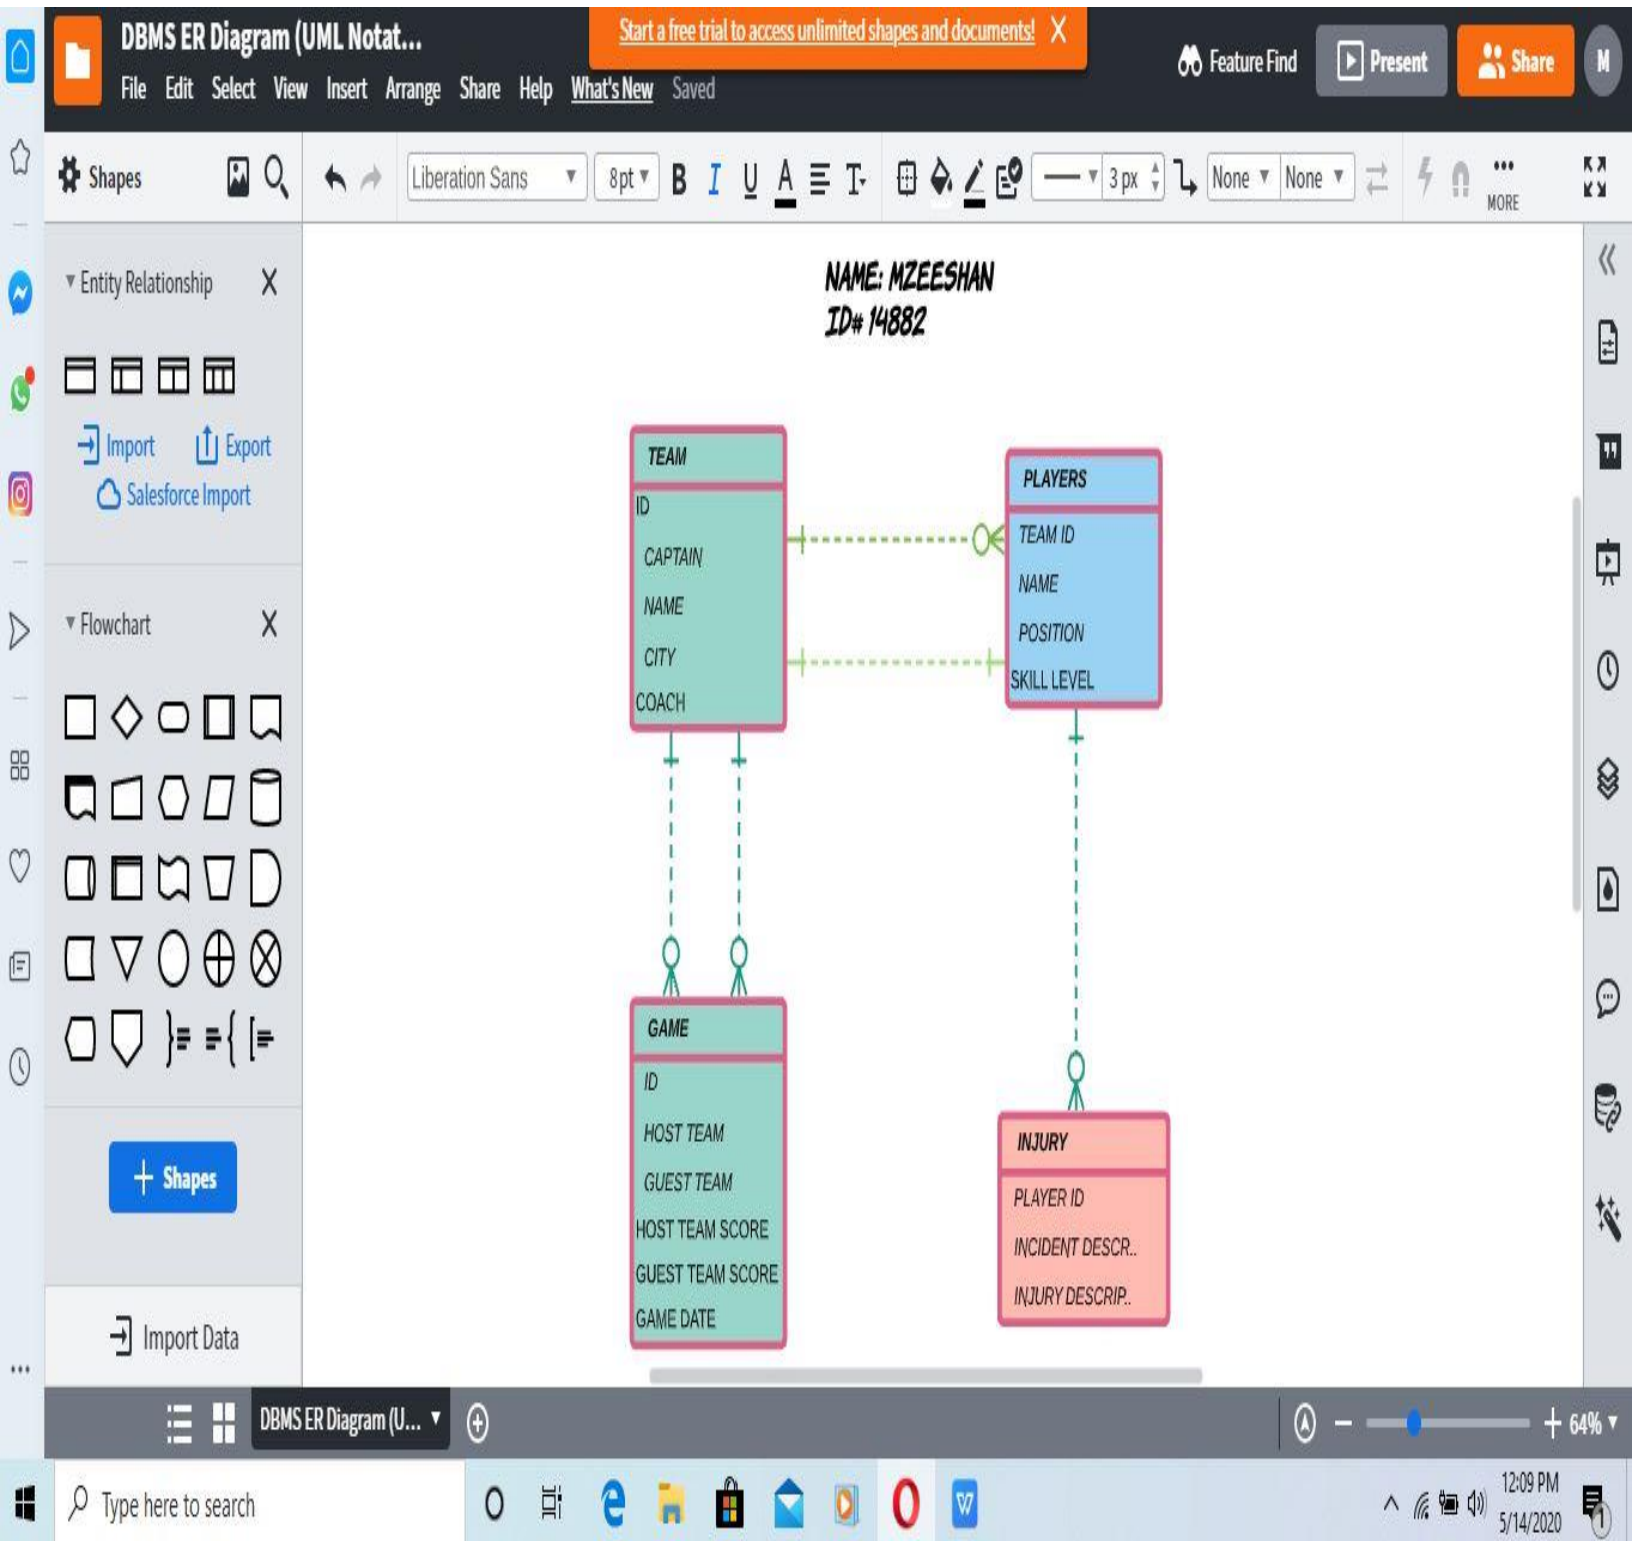 DBMS ER Diagram (UML Notat...
Start a free trial to access unlimited shapes and documents! X
Feature Find
Present
Share
M
File Edit Select View Insert Arrange Share Help What's New Saved
Shapes
Liberation Sans
8pt
B I U A T
3 px
None
None
MORE
Entity Relationship X
Import
Export
Salesforce Import
Flowchart X
+ Shapes
Import Data
NAME: MZEESHAN
ID# 14882
TEAM
ID
CAPTAIN
NAME
CITY
COACH
PLAYERS
TEAM ID
NAME
POSITION
SKILL LEVEL
GAME
ID
HOST TEAM
GUEST TEAM
HOST TEAM SCORE
GUEST TEAM SCORE
GAME DATE
INJURY
PLAYER ID
INCIDENT DESCR..
INJURY DESCRIP..
DBMS ER Diagram (U...
64%
Type here to search
W
12:09 PM
5/14/2020
1